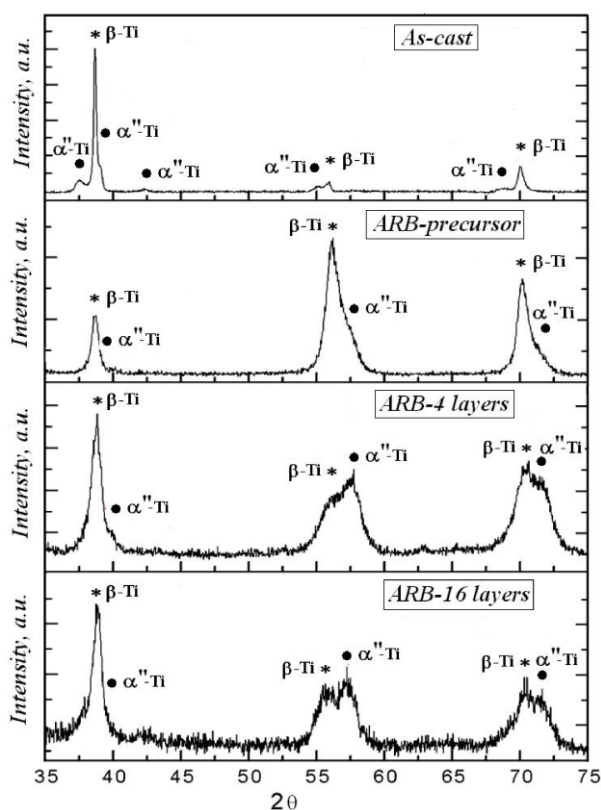 As-cast
Intensity, a.u.
* β-Ti
● α''-Ti
α''-Ti ●
● α''-Ti
α''-Ti ● * β-Ti
α''-Ti ● * β-Ti
ARB-precursor
Intensity, a.u.
* β-Ti
● α''-Ti
β-Ti *
● α''-Ti
* β-Ti
● α''-Ti
ARB-4 layers
Intensity, a.u.
* β-Ti
● α''-Ti
β-Ti * ● α''-Ti
β-Ti * ● α''-Ti
ARB-16 layers
Intensity, a.u.
* β-Ti
● α''-Ti
β-Ti * ● α''-Ti
β-Ti * ● α''-Ti
35 40 45 50 55 60 65 70 75
2θ